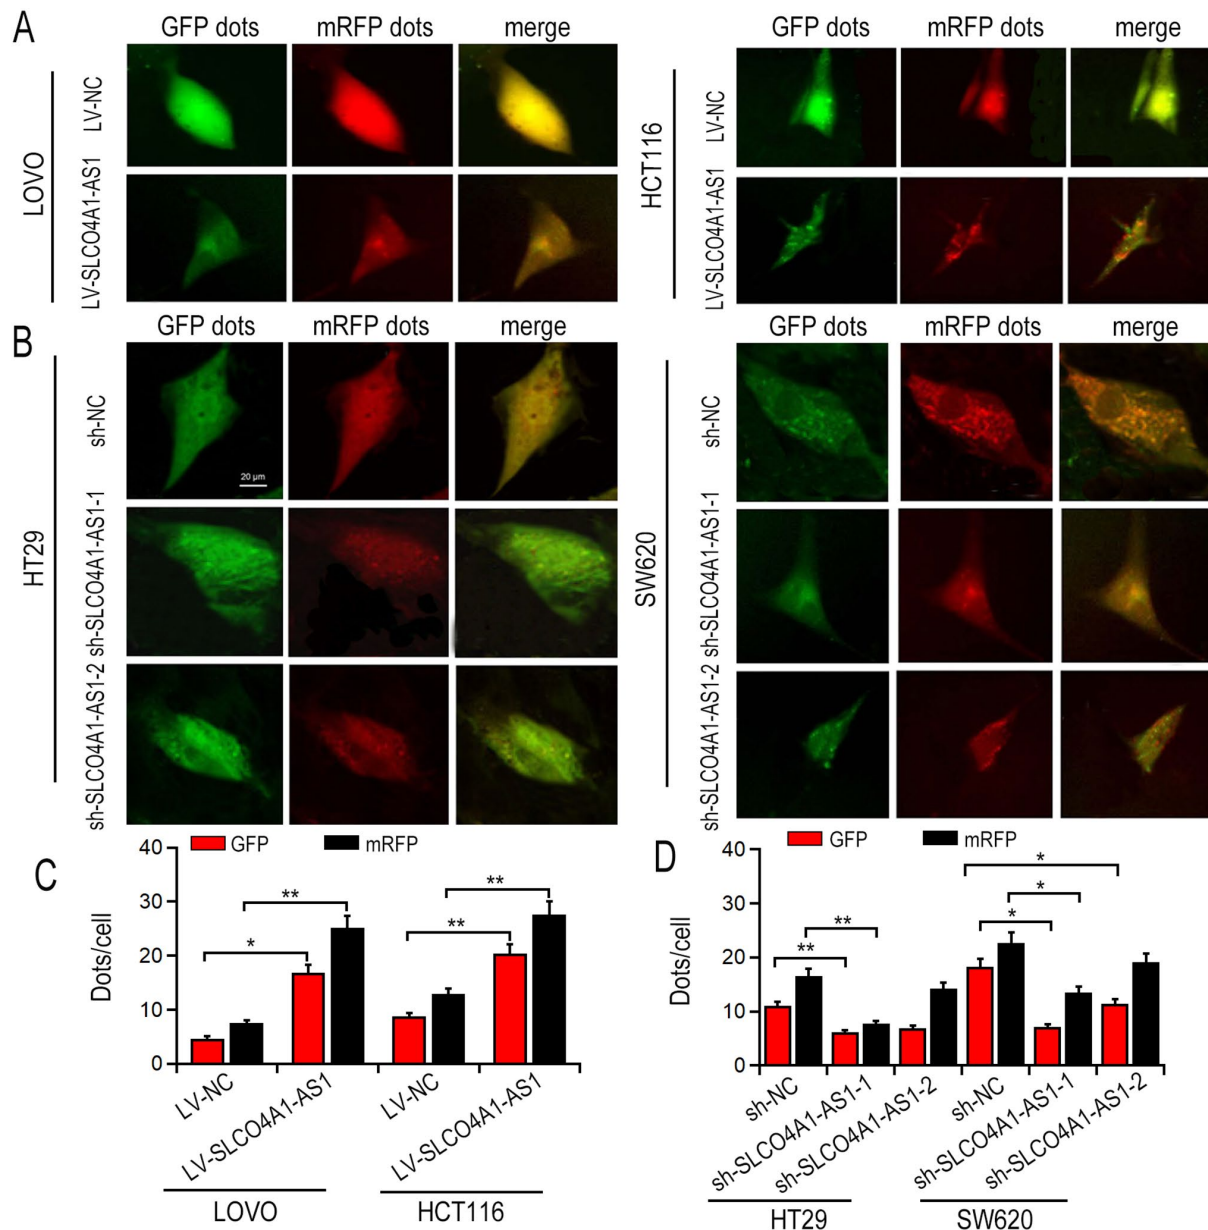 A
GFP dots mRFP dots merge
LOVO
LV-NC
LV-SLCO4A1-AS1
GFP dots mRFP dots merge
HCT116
LV-NC
LV-SLCO4A1-AS1
B
GFP dots mRFP dots merge
HT29
sh-NC
20 µm
sh-SLCO4A1-AS1-1
sh-SLCO4A1-AS1-2
GFP dots mRFP dots merge
SW620
sh-NC
sh-SLCO4A1-AS1-1
sh-SLCO4A1-AS1-2
C
GFP mRFP
Dots/cell
40
30
20
10
0
**
*
**
**
LV-NC
LV-SLCO4A1-AS1
LV-NC
LV-SLCO4A1-AS1
LOVO HCT116
D
GFP mRFP
Dots/cell
40
30
20
10
0
*
*
**
*
**
sh-NC
sh-SLCO4A1-AS1-1
sh-SLCO4A1-AS1-2
sh-NC
sh-SLCO4A1-AS1-1
sh-SLCO4A1-AS1-2
HT29 SW620